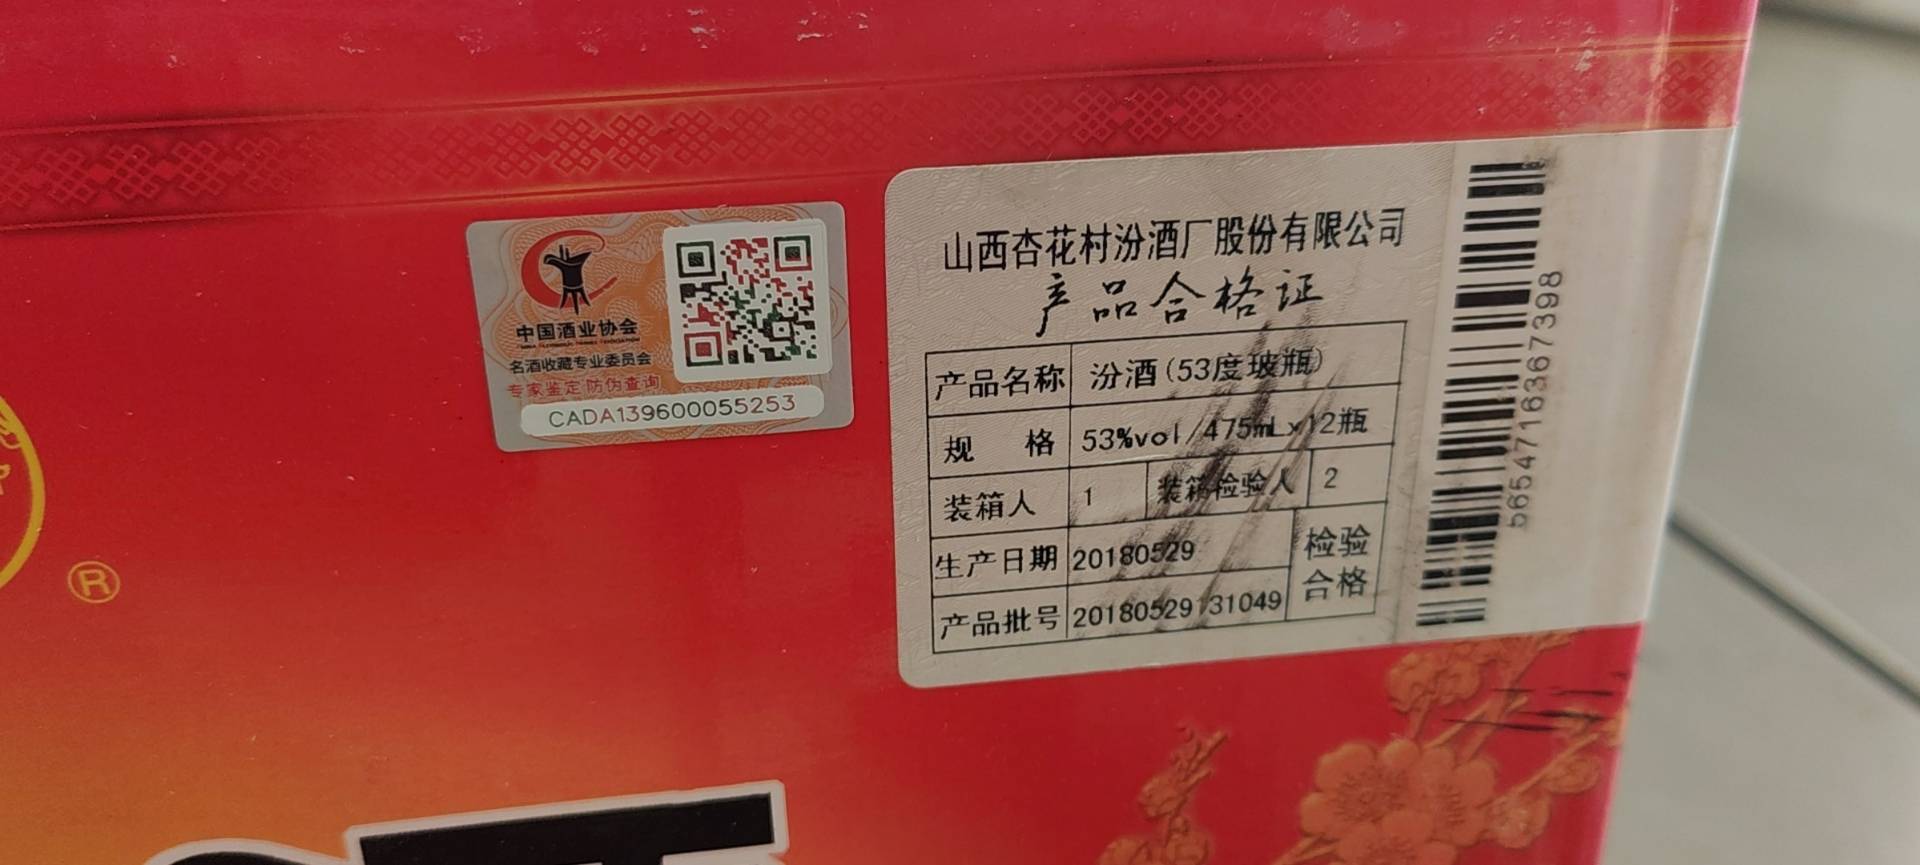 ®
中国酒业协会
名酒收藏专业委员会
专家鉴定 防伪查询
CADA139600055253
山西杏花村汾酒厂股份有限公司
产品合格证
产品名称 汾酒(53度玻瓶)
规 格 53%vol/475mL×12瓶
装箱人 1 装箱检验人 2
生产日期 20180529 检验
合格
产品批号 20180529131049
56554716367398